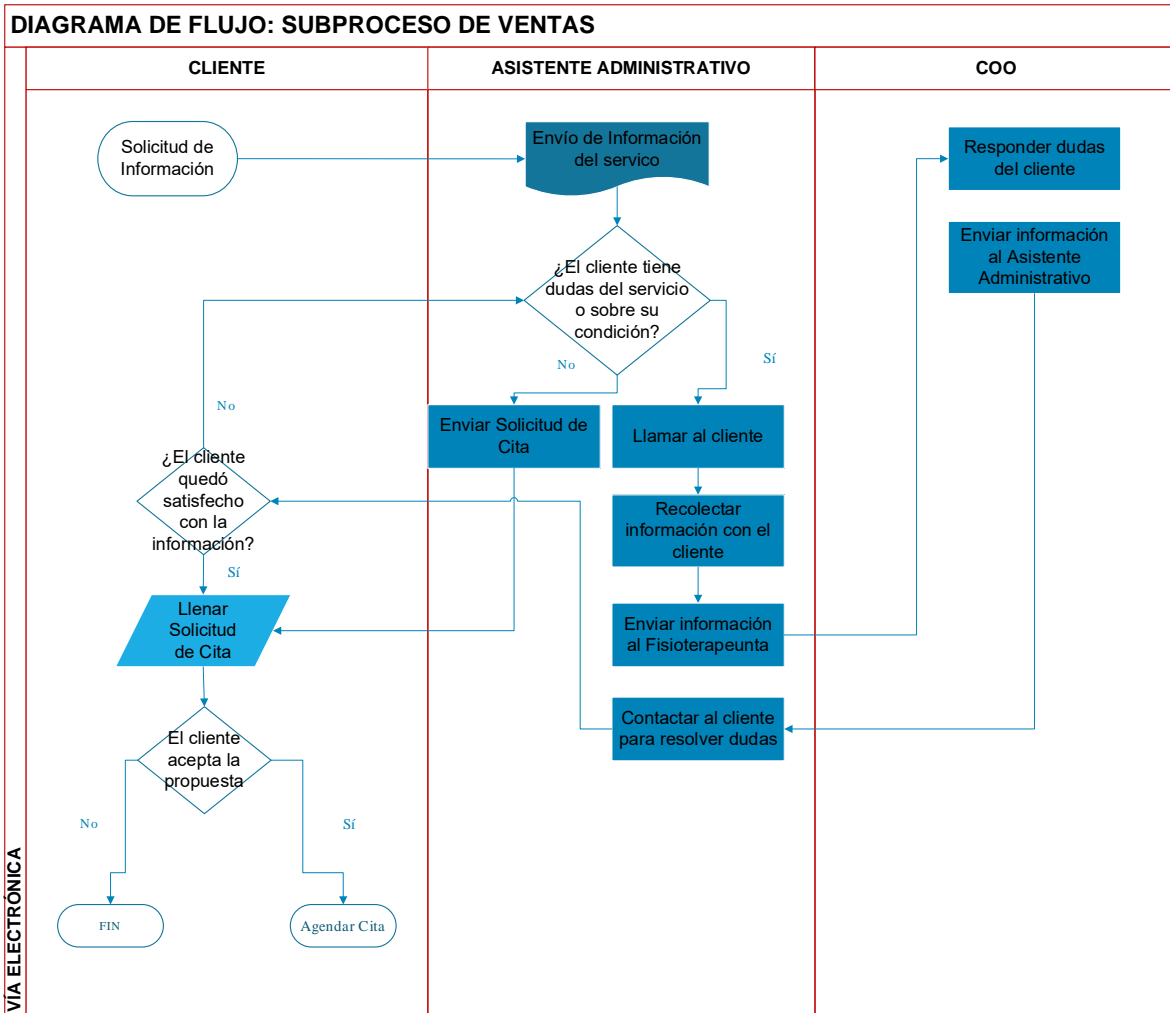 DIAGRAMA DE FLUJO: SUBPROCESO DE VENTAS
CLIENTE
ASISTENTE ADMINISTRATIVO
COO
VÍA ELECTRÓNICA
Solicitud de
Información
Envío de Información
del servico
Responder dudas
del cliente
Enviar información
al Asistente
Administrativo
¿El cliente tiene
dudas del servicio
o sobre su
condición?
No
Sí
Enviar Solicitud de
Cita
Llamar al cliente
No
¿El cliente
quedó
satisfecho
con la
información?
Sí
Recolectar
información con el
cliente
Llenar
Solicitud
de Cita
Enviar información
al Fisioterapeunta
Contactar al cliente
para resolver dudas
El cliente
acepta la
propuesta
No
Sí
FIN
Agendar Cita